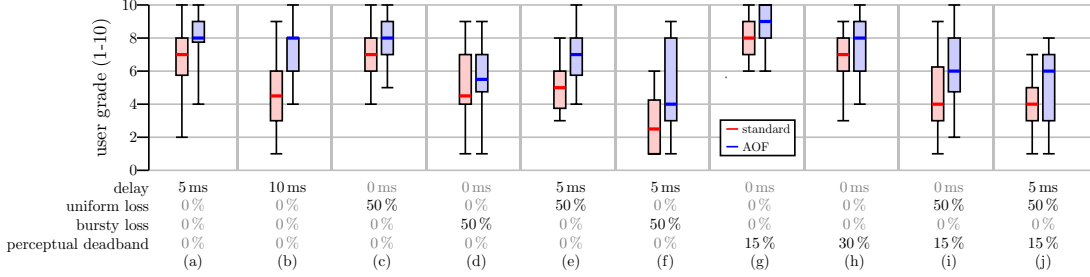 10
8
6
4
2
0
user grade (1-10)
standard
AOF
delay 5 ms 10 ms 0 ms 0 ms 5 ms 5 ms 0 ms 0 ms 0 ms 5 ms
uniform loss 0 % 0 % 50 % 0 % 50 % 0 % 0 % 0 % 50 % 50 %
bursty loss 0 % 0 % 0 % 50 % 0 % 50 % 0 % 0 % 0 % 0 %
perceptual deadband 0 % 0 % 0 % 0 % 0 % 0 % 15 % 30 % 15 % 15 %
(a) (b) (c) (d) (e) (f) (g) (h) (i) (j)